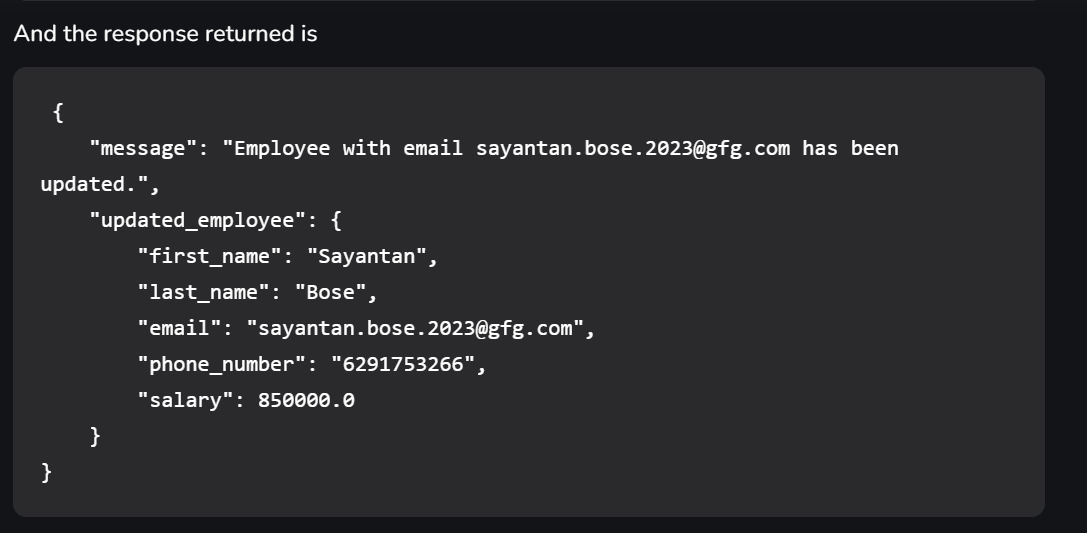 And the response returned is
{
"message": "Employee with email sayantan.bose.2023@gfg.com has been
updated.",
"updated_employee": {
"first_name": "Sayantan",
"last_name": "Bose",
"email": "sayantan.bose.2023@gfg.com",
"phone_number": "6291753266",
"salary": 850000.0
}
}